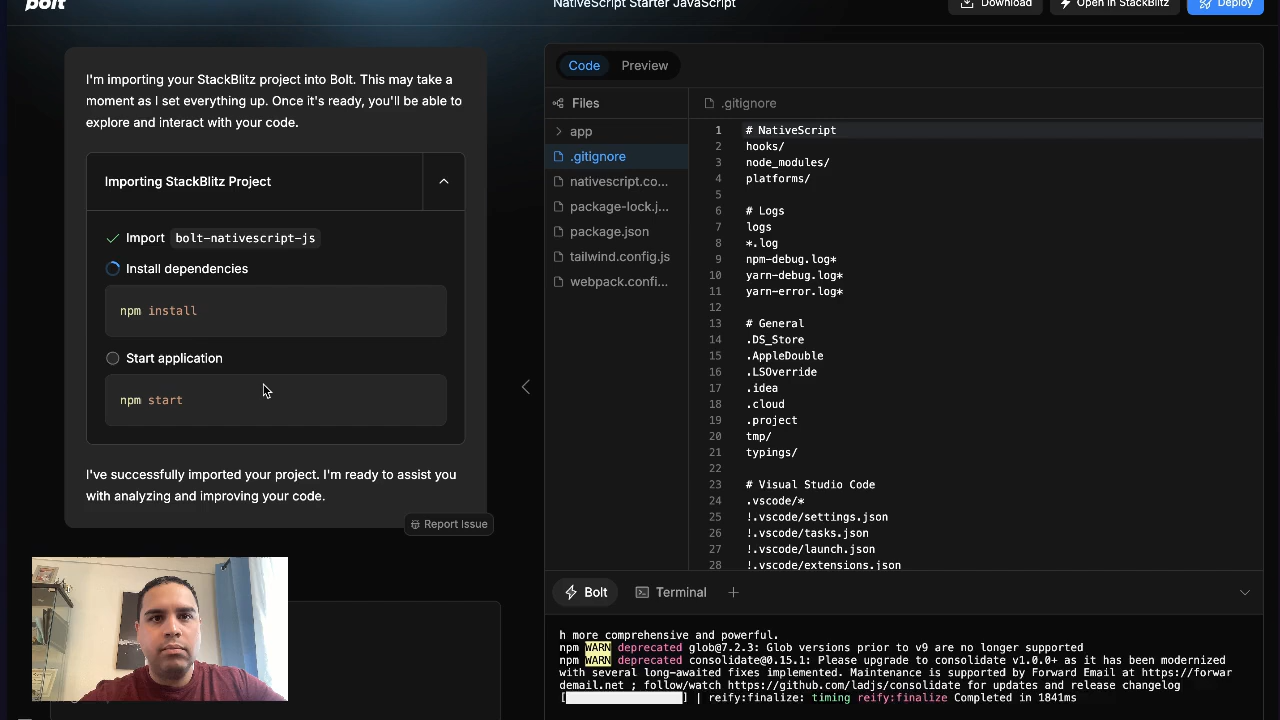 bolt
NativeScript Starter JavaScript
Download
Open in StackBlitz
Deploy
I'm importing your StackBlitz project into Bolt. This may take a
moment as I set everything up. Once it's ready, you'll be able to
explore and interact with your code.
Importing StackBlitz Project
Import bolt-nativescript-js
Install dependencies
npm install
Start application
npm start
I've successfully imported your project. I'm ready to assist you
with analyzing and improving your code.
Report Issue
Code Preview
Files
app
.gitignore
nativescript.co...
package-lock.j...
package.json
tailwind.config.js
webpack.confi...
.gitignore
1 # NativeScript
2 hooks/
3 node_modules/
4 platforms/
5
6 # Logs
7 logs
8 *.log
9 npm-debug.log*
10 yarn-debug.log*
11 yarn-error.log*
12
13 # General
14 .DS_Store
15 .AppleDouble
16 .LSOverride
17 .idea
18 .cloud
19 .project
20 tmp/
21 typings/
22
23 # Visual Studio Code
24 .vscode/*
25 !.vscode/settings.json
26 !.vscode/tasks.json
27 !.vscode/launch.json
28 !.vscode/extensions.json
Bolt Terminal +
h more comprehensive and powerful.
npm WARN deprecated glob@7.2.3: Glob versions prior to v9 are no longer supported
npm WARN deprecated consolidate@0.15.1: Please upgrade to consolidate v1.0.0+ as it has been modernized
with several long-awaited fixes implemented. Maintenance is supported by Forward Email at https://forwar
demail.net ; follow/watch https://github.com/ladjs/consolidate for updates and release changelog
[ ] | reify:finalize: timing reify:finalize Completed in 1841ms